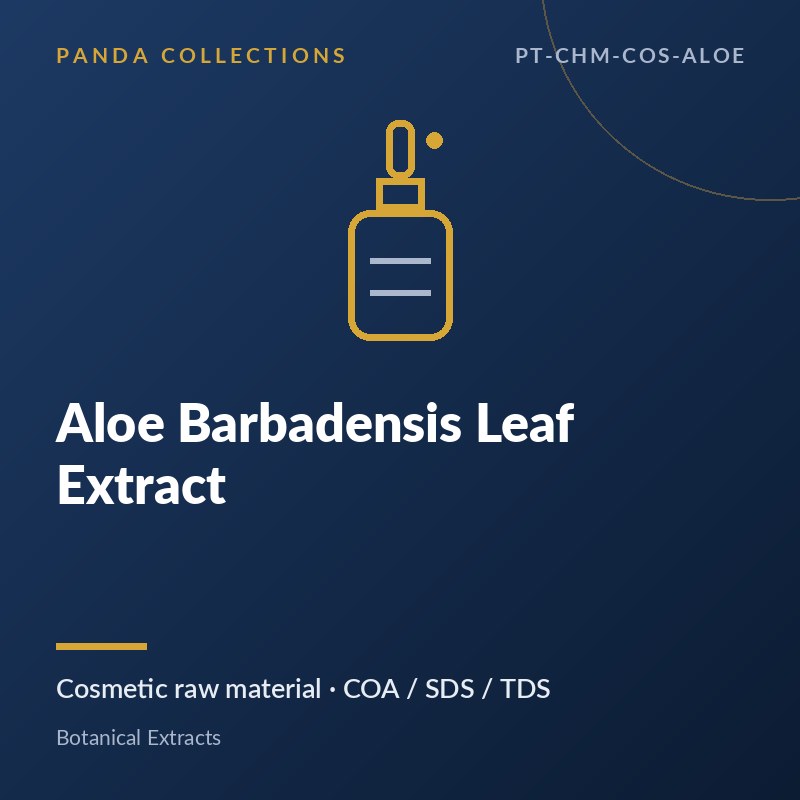 PANDA COLLECTIONS
PT-CHM-COS-ALOE
Aloe Barbadensis Leaf
Extract
Cosmetic raw material · COA / SDS / TDS
Botanical Extracts